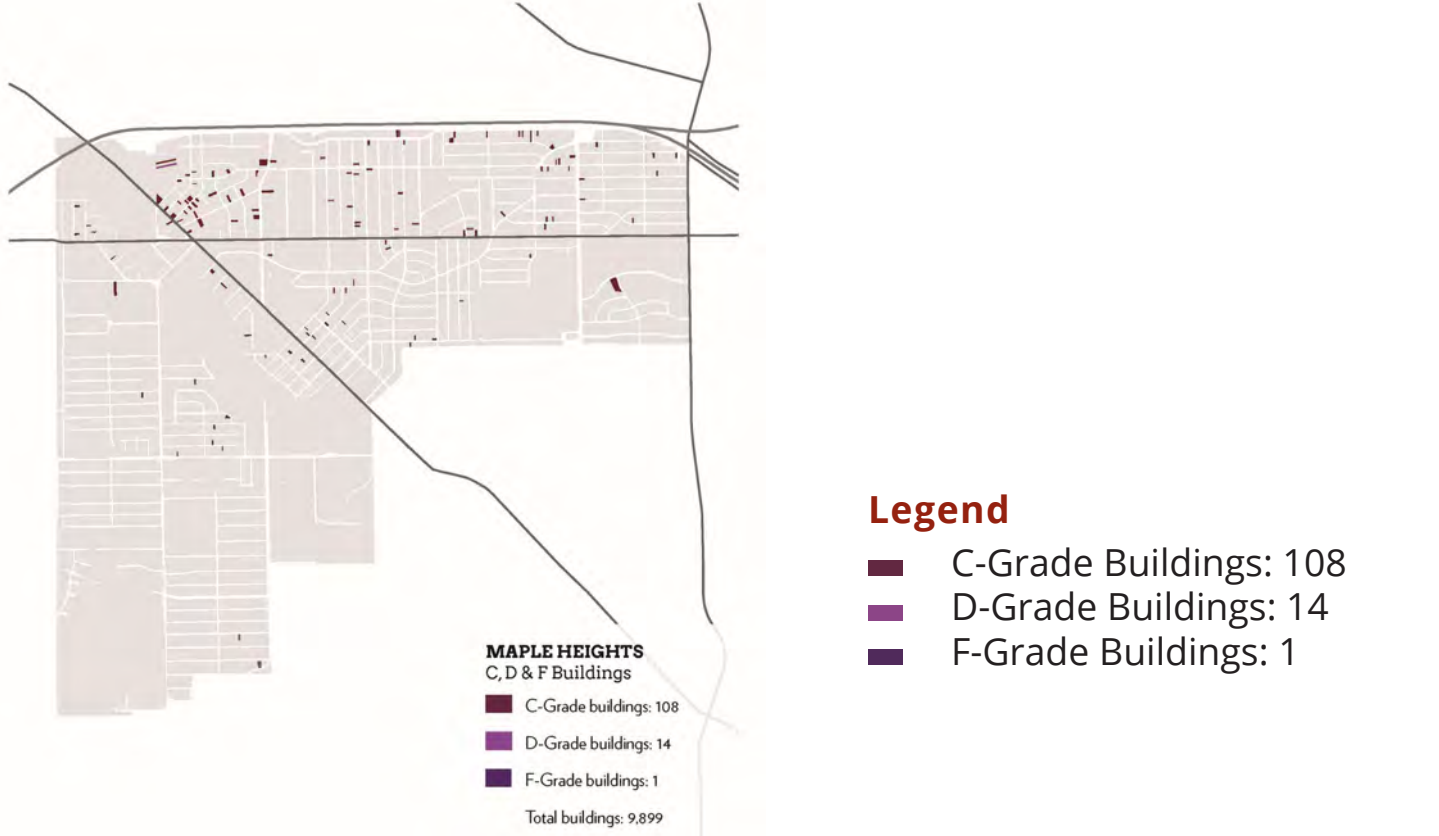 MAPLE HEIGHTS
C, D & F Buildings
C-Grade buildings: 108
D-Grade buildings: 14
F-Grade buildings: 1
Total buildings: 9,899
Legend
C-Grade Buildings: 108
D-Grade Buildings: 14
F-Grade Buildings: 1